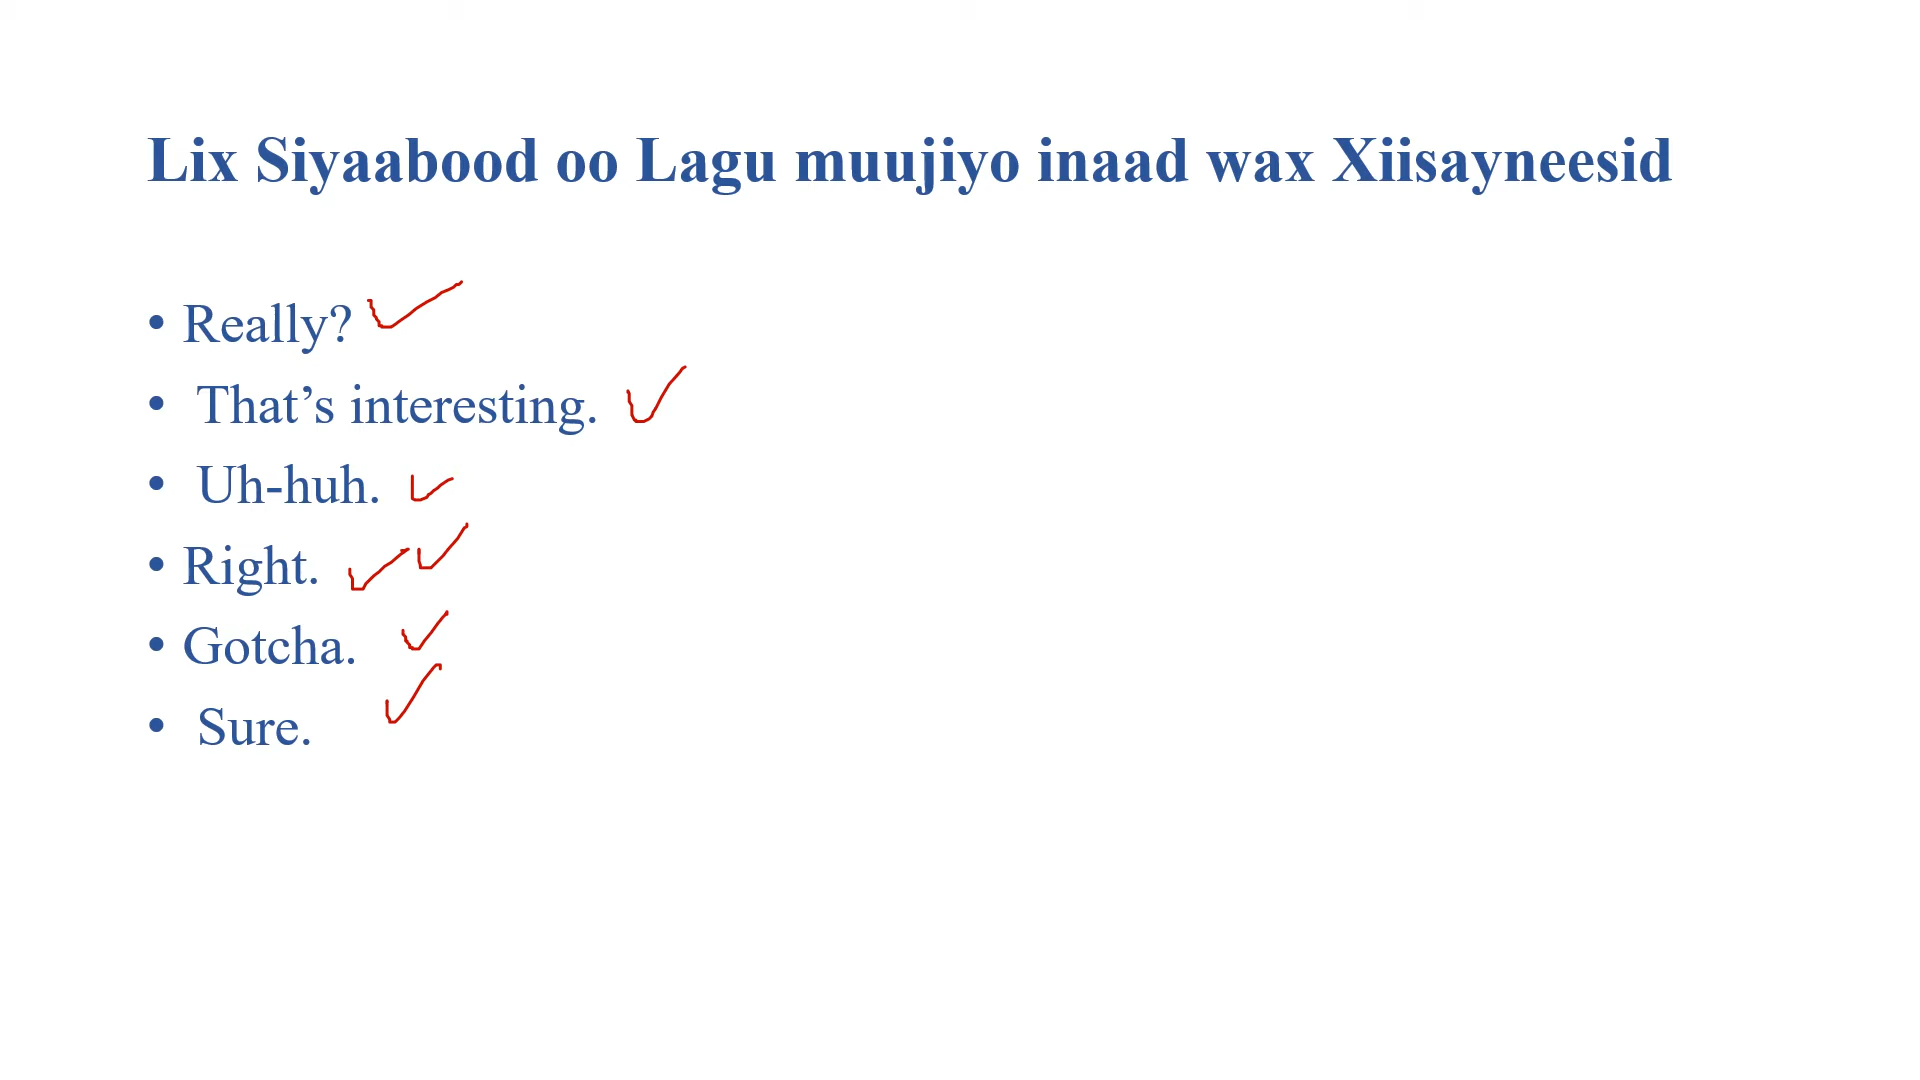 Lix Siyaabood oo Lagu muujiyo inaad wax Xiisayneesid
• Really?
• That’s interesting.
• Uh-huh.
• Right.
• Gotcha.
• Sure.